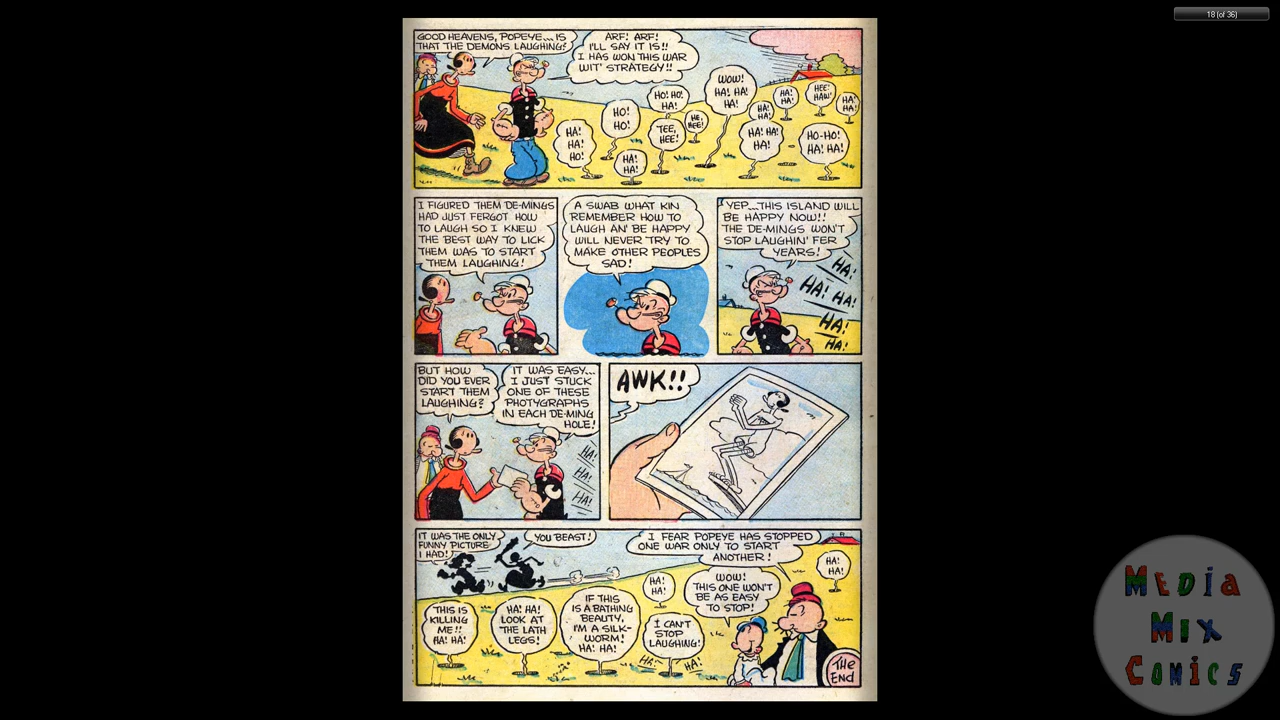 18 (of 36)
GOOD HEAVENS, POPEYE... IS
THAT THE DEMONS LAUGHING?
ARF! ARF!
I'LL SAY IT IS!!
I HAS WON THIS WAR
WIT' STRATEGY!!
HA!
HA!
HO!
HO!
HO!
HA!
HA!
HO! HO!
HA!
TEE,
HEE!
HE,
HEE!
WOW!
HA! HA!
HA!
HA!
HA!
HA! HA!
HA!
HA!
HA!
HEE!
HAW!
HO-HO!
HA! HA!
HA!
HA!
I FIGURED THEM DE-MINGS
HAD JUST FERGOT HOW
TO LAUGH SO I KNEW
THE BEST WAY TO LICK
THEM WAS TO START
THEM LAUGHING!
A SWAB WHAT KIN
REMEMBER HOW TO
LAUGH AN' BE HAPPY
WILL NEVER TRY TO
MAKE OTHER PEOPLES
SAD!
YEP...THIS ISLAND WILL
BE HAPPY NOW!!
THE DE-MINGS WON'T
STOP LAUGHIN' FER
YEARS!
HA!
HA! HA!
HA!
HA!
BUT HOW
DID YOU EVER
START THEM
LAUGHING?
IT WAS EASY...
I JUST STUCK
ONE OF THESE
PHOTYGRAPHS
IN EACH DE-MING
HOLE!
HA!
HA!
HA!
AWK!!
IT WAS THE ONLY
FUNNY PICTURE
I HAD!
YOU BEAST!
I FEAR POPEYE HAS STOPPED
ONE WAR ONLY TO START
ANOTHER!
HA!
HA!
THIS IS
KILLING
ME!!
HA! HA!
HA! HA!
LOOK AT
THE LATH
LEGS!
IF THIS
IS A BATHING
BEAUTY,
I'M A SILK-
WORM!
HA! HA!
HA!
HA!
I CAN'T
STOP
LAUGHING!
HA!
HA!
WOW!
THIS ONE WON'T
BE AS EASY
TO STOP!
THE
END
MEDIA
MIX
COMICS